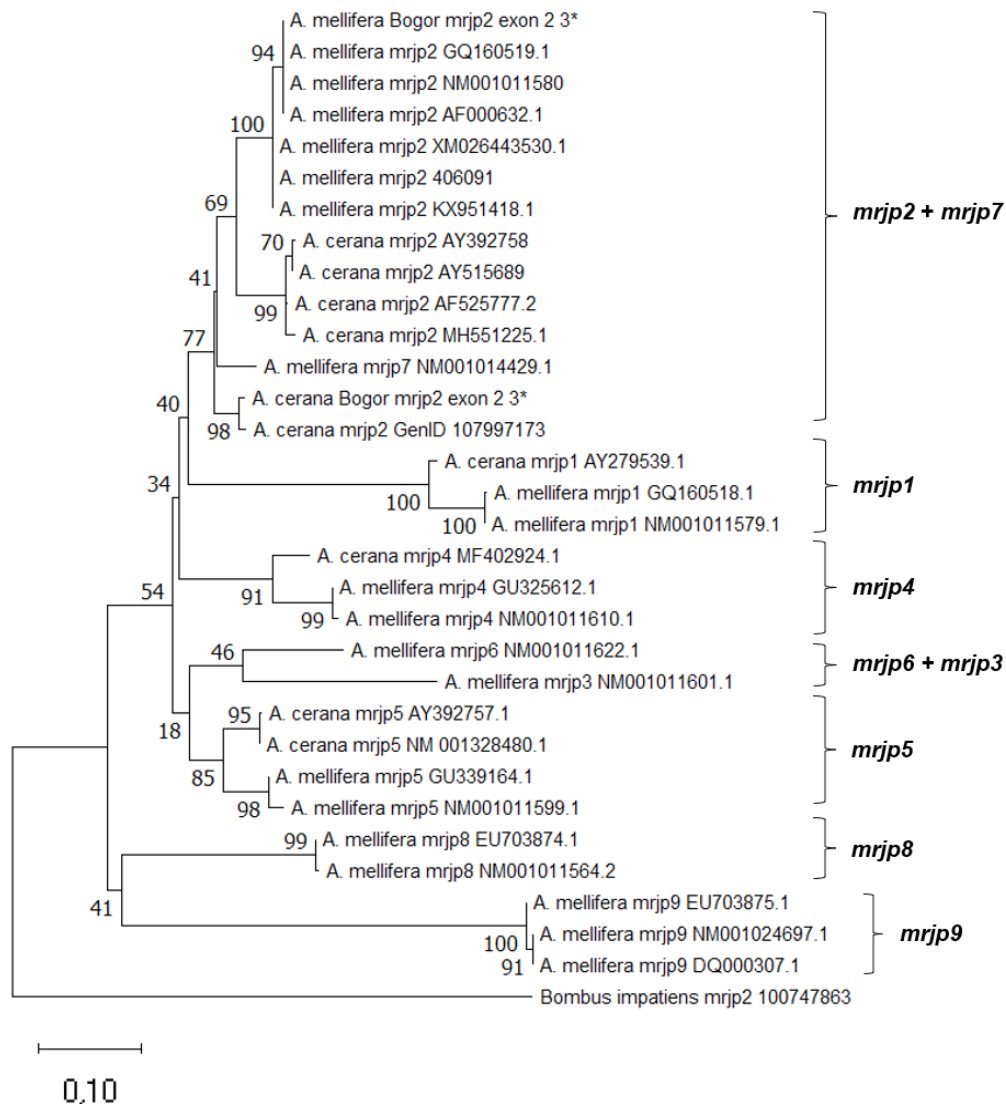 A. mellifera Bogor mrjp2 exon 2 3*
94
A. mellifera mrjp2 GQ160519.1
A. mellifera mrjp2 NM001011580
A. mellifera mrjp2 AF000632.1
100
A. mellifera mrjp2 XM026443530.1
A. mellifera mrjp2 406091
A. mellifera mrjp2 KX951418.1
mrjp2 + mrjp7
69
70
A. cerana mrjp2 AY392758
A. cerana mrjp2 AY515689
41
A. cerana mrjp2 AF525777.2
99
A. cerana mrjp2 MH551225.1
77
A. mellifera mrjp7 NM001014429.1
A. cerana Bogor mrjp2 exon 2 3*
40
98
A. cerana mrjp2 GenID 107997173
A. cerana mrjp1 AY279539.1
34
100
A. mellifera mrjp1 GQ160518.1
mrjp1
100
A. mellifera mrjp1 NM001011579.1
A. cerana mrjp4 MF402924.1
54
91
A. mellifera mrjp4 GU325612.1
mrjp4
99
A. mellifera mrjp4 NM001011610.1
46
A. mellifera mrjp6 NM001011622.1
mrjp6 + mrjp3
A. mellifera mrjp3 NM001011601.1
18
95
A. cerana mrjp5 AY392757.1
A. cerana mrjp5 NM 001328480.1
mrjp5
85
A. mellifera mrjp5 GU339164.1
98
A. mellifera mrjp5 NM001011599.1
99
A. mellifera mrjp8 EU703874.1
mrjp8
A. mellifera mrjp8 NM001011564.2
41
A. mellifera mrjp9 EU703875.1
100
A. mellifera mrjp9 NM001024697.1
mrjp9
91
A. mellifera mrjp9 DQ000307.1
Bombus impatiens mrjp2 100747863
0,10